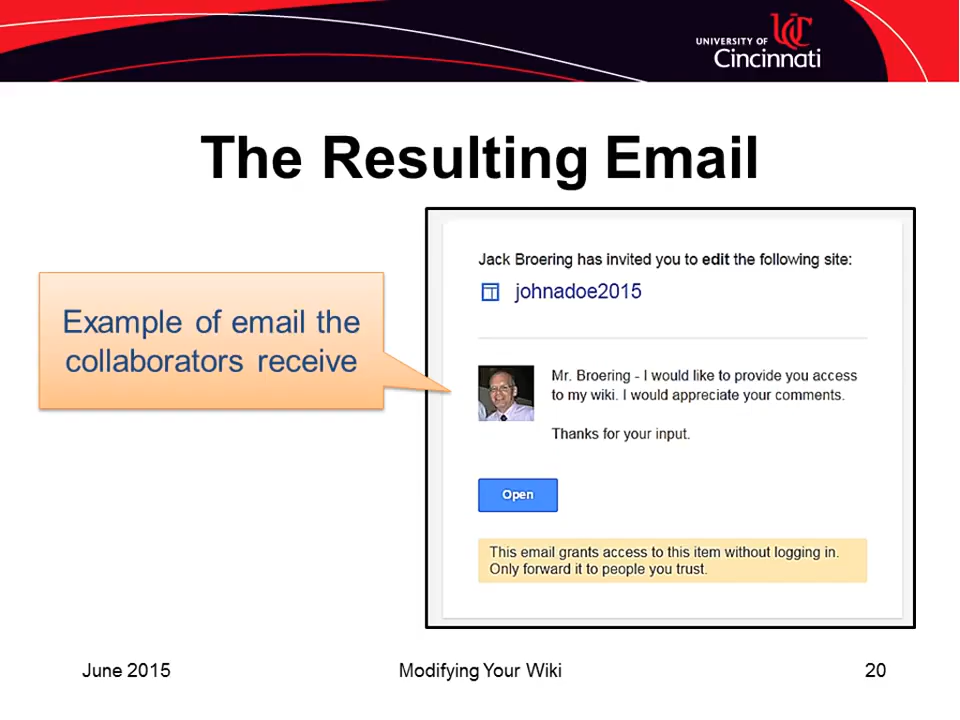 UNIVERSITY OF
UC
Cincinnati
The Resulting Email
Example of email the
collaborators receive
Jack Broering has invited you to edit the following site:
johnadoe2015
Mr. Broering - I would like to provide you access
to my wiki. I would appreciate your comments.
Thanks for your input.
Open
This email grants access to this item without logging in.
Only forward it to people you trust.
June 2015
Modifying Your Wiki
20